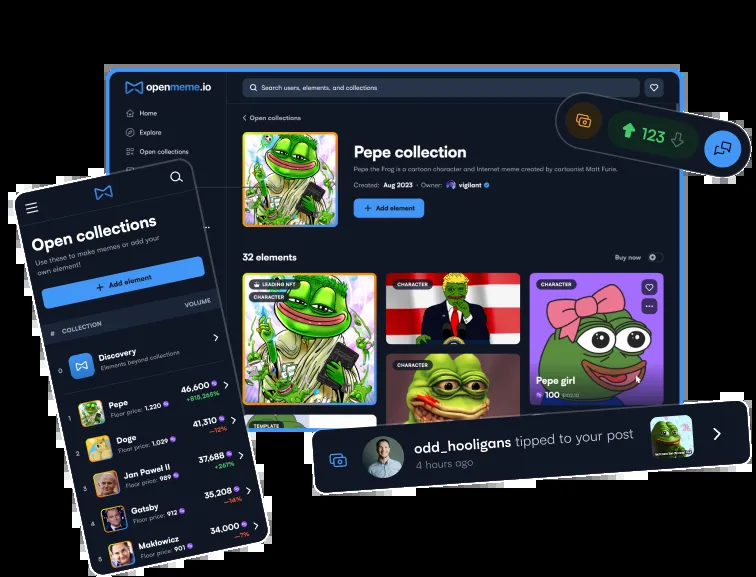 openmeme.io
Search users, elements, and collections
Home
Explore
Open collections
Open collections
Pepe collection
Pepe the Frog is a cartoon character and Internet meme created by cartoonist Matt Furie.
Created: Aug 2023 · Owner: vigilant
+ Add element
32 elements
Buy now
LEADING NFT
CHARACTER
CHARACTER
CHARACTER
CHARACTER
Pepe girl
100
TEMPLATE
123
Open collections
Use these to make memes or add your
own element!
+ Add element
# COLLECTION VOLUME
0 Discovery
Elements beyond collections
1 Pepe 46,600
Floor price: 1,220 +818,265%
2 Doge 41,310
Floor price: 1,029 —12%
3 Jan Paweł II 37,688
Floor price: 989 +261%
4 Gatsby 35,208
Floor price: 912 —14%
5 Makłowicz 34,000
Floor price: 901 —7%
odd_hooligans tipped to your post
4 hours ago